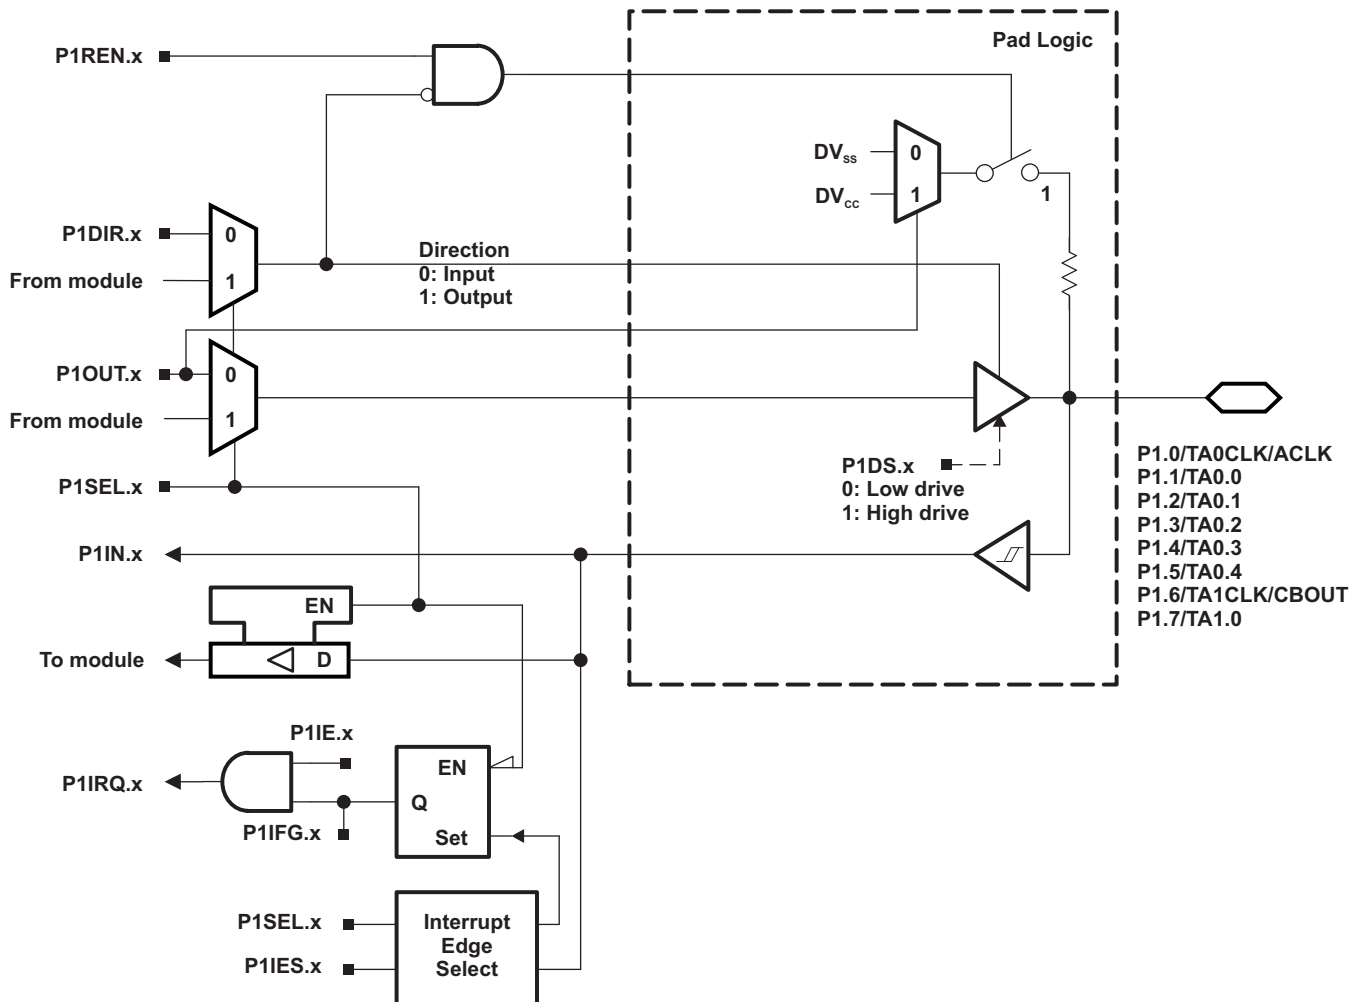 Pad Logic
P1REN.x
DVSS
0
DVCC
1
1
P1DIR.x
0
From module
1
Direction
0: Input
1: Output
P1OUT.x
0
From module
1
P1DS.x
0: Low drive
1: High drive
P1SEL.x
P1.0/TA0CLK/ACLK
P1.1/TA0.0
P1.2/TA0.1
P1.3/TA0.2
P1.4/TA0.3
P1.5/TA0.4
P1.6/TA1CLK/CBOUT
P1.7/TA1.0
P1IN.x
EN
To module
D
P1IE.x
EN
P1IRQ.x
Q
P1IFG.x
Set
P1SEL.x
P1IES.x
Interrupt
Edge
Select